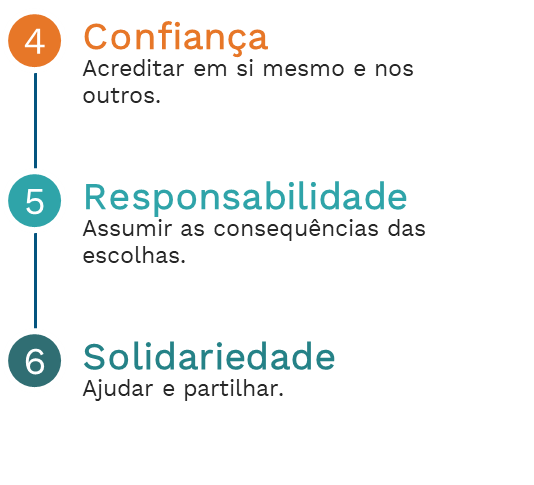 4
Confiança
Acreditar em si mesmo e nos
outros.
5
Responsabilidade
Assumir as consequências das
escolhas.
6
Solidariedade
Ajudar e partilhar.